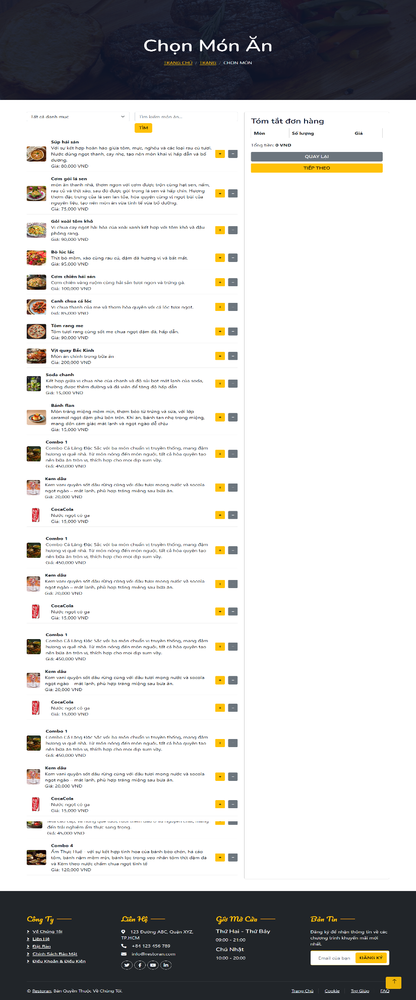 Chọn Món Ăn
TRANG CHỦ / TRANG / CHỌN MÓN
Tất cả danh mục
Tìm kiếm món ăn...
TÌM
Súp hải sản
Với sự kết hợp hoàn hảo giữa tôm, mực, nghêu và các loại rau củ tươi.
Nước dùng ngọt thanh, cay nhẹ, tạo nên món khai vị hấp dẫn và bổ
dưỡng.
Giá: 80,000 VND
+ −
Cơm gói lá sen
món ăn thanh nhã, thơm ngon với cơm được trộn cùng hạt sen, nấm,
rau củ và thịt xào, sau đó được gói trong lá sen và hấp chín. Hương
thơm đặc trưng của lá sen lan tỏa, hòa quyện cùng vị ngọt bùi của
nguyên liệu, tạo nên món ăn vừa tinh tế vừa bổ dưỡng.
Giá: 75,000 VND
+ −
Gỏi xoài tôm khô
Vị chua cay ngọt hài hòa của xoài xanh kết hợp với tôm khô và đậu
phộng rang.
Giá: 90,000 VND
+ −
Bò lúc lắc
Thịt bò mềm, xào cùng rau củ, đậm đà hương vị và bắt mắt.
Giá: 95,000 VND
+ −
Cơm chiên hải sản
Cơm chiên vàng ruộm cùng hải sản tươi ngon và trứng gà.
Giá: 100,000 VND
+ −
Canh chua cá lóc
Vị chua thanh của me và thơm hòa quyện với cá lóc tươi ngọt.
Giá: 85,000 VND
+ −
Tôm rang me
Tôm tươi rang cùng sốt me chua ngọt đậm đà, hấp dẫn.
Giá: 90,000 VND
+ −
Vịt quay Bắc Kinh
Món ăn chính trong bữa ăn
Giá: 200,000 VND
+ −
Soda chanh
Kết hợp giữa vị chua nhẹ của chanh và độ sủi bọt mát lạnh của soda,
thường được thêm đường và đá viên để tăng độ hấp dẫn
Giá: 15,000 VND
+ −
Bánh flan
Món tráng miệng mềm mịn, thơm béo từ trứng và sữa, với lớp
caramel ngọt đậm phủ bên trên. Khi ăn, bánh tan nhẹ trong miệng,
mang đến cảm giác mát lạnh và ngọt ngào dễ chịu
Giá: 15,000 VND
+ −
Combo 1
Combo Cá Lăng Đặc Sắc với ba món chuẩn vị truyền thống, mang đậm
hương vị quê nhà. Từ món nóng đến món nguội, tất cả hòa quyện tạo
nên bữa ăn tròn vị, thích hợp cho mọi dịp sum vầy.
Giá: 450,000 VND
+ −
Kem dâu
Kem vani quyện sốt dâu rừng cùng với dâu tươi mọng nước và socola
ngọt ngào – mát lạnh, phù hợp tráng miệng sau bữa ăn.
Giá: 20,000 VND
+ −
CocaCola
Nước ngọt có ga
Giá: 15,000 VND
+ −
Combo 1
Combo Cá Lăng Đặc Sắc với ba món chuẩn vị truyền thống, mang đậm
hương vị quê nhà. Từ món nóng đến món nguội, tất cả hòa quyện tạo
nên bữa ăn tròn vị, thích hợp cho mọi dịp sum vầy.
Giá: 450,000 VND
+ −
Kem dâu
Kem vani quyện sốt dâu rừng cùng với dâu tươi mọng nước và socola
ngọt ngào – mát lạnh, phù hợp tráng miệng sau bữa ăn.
Giá: 20,000 VND
+ −
CocaCola
Nước ngọt có ga
Giá: 15,000 VND
+ −
Combo 1
Combo Cá Lăng Đặc Sắc với ba món chuẩn vị truyền thống, mang đậm
hương vị quê nhà. Từ món nóng đến món nguội, tất cả hòa quyện tạo
nên bữa ăn tròn vị, thích hợp cho mọi dịp sum vầy.
Giá: 450,000 VND
+ −
Kem dâu
Kem vani quyện sốt dâu rừng cùng với dâu tươi mọng nước và socola
ngọt ngào mát lạnh, phù hợp tráng miệng sau bữa ăn.
Giá: 20,000 VND
+ −
CocaCola
Nước ngọt có ga
Giá: 15,000 VND
+ −
Combo 1
Combo Cá Lăng Đặc Sắc với ba món chuẩn vị truyền thống, mang đậm
hương vị quê nhà. Từ món nóng đến món nguội, tất cả hòa quyện tạo
nên bữa ăn tròn vị, thích hợp cho mọi dịp sum vầy.
Giá: 450,000 VND
+ −
Kem dâu
Kem vani quyện sốt dâu rừng cùng với dâu tươi mọng nước và socola
ngọt ngào – mát lạnh, phù hợp tráng miệng sau bữa ăn.
Giá: 20,000 VND
+ −
CocaCola
Nước ngọt có ga
Giá: 15,000 VND
+ −
feta cao cấp, và húng quế tươi, rưới thêm dầu ô liu nguyên chất, mang
đến trải nghiệm ẩm thực sang trọng.
Giá: 45,000 VND
Combo 4
Ẩm Thực Huế - với sự kết hợp tinh hoa của bánh bèo chén, há cảo
tôm, bánh nậm mềm mịn, bánh lọc trong veo nhân tôm thịt đậm đà
và Kèm theo nước chấm chua ngọt tinh tế
Giá: 120,000 VND
+ −
Tóm tắt đơn hàng
Món Số lượng Giá
Tổng tiền: 0 VND
QUAY LẠI
TIẾP THEO
Công Ty
Về Chúng Tôi
Liên Hệ
Đặt Bàn
Chính Sách Bảo Mật
Điều Khoản & Điều Kiện
Liên Hệ
123 Đường ABC, Quận XYZ,
TP.HCM
+84 123 456 789
info@restoran.com
Giờ Mở Cửa
Thứ Hai - Thứ Bảy
09:00 - 21:00
Chủ Nhật
10:00 - 20:00
Bản Tin
Đăng ký để nhận thông tin về các
chương trình khuyến mãi mới
nhất.
Email của bạn
ĐĂNG KÝ
© Restoran, Bản Quyền Thuộc Về Chúng Tôi.
Trang Chủ Cookie Trợ Giúp FAQ